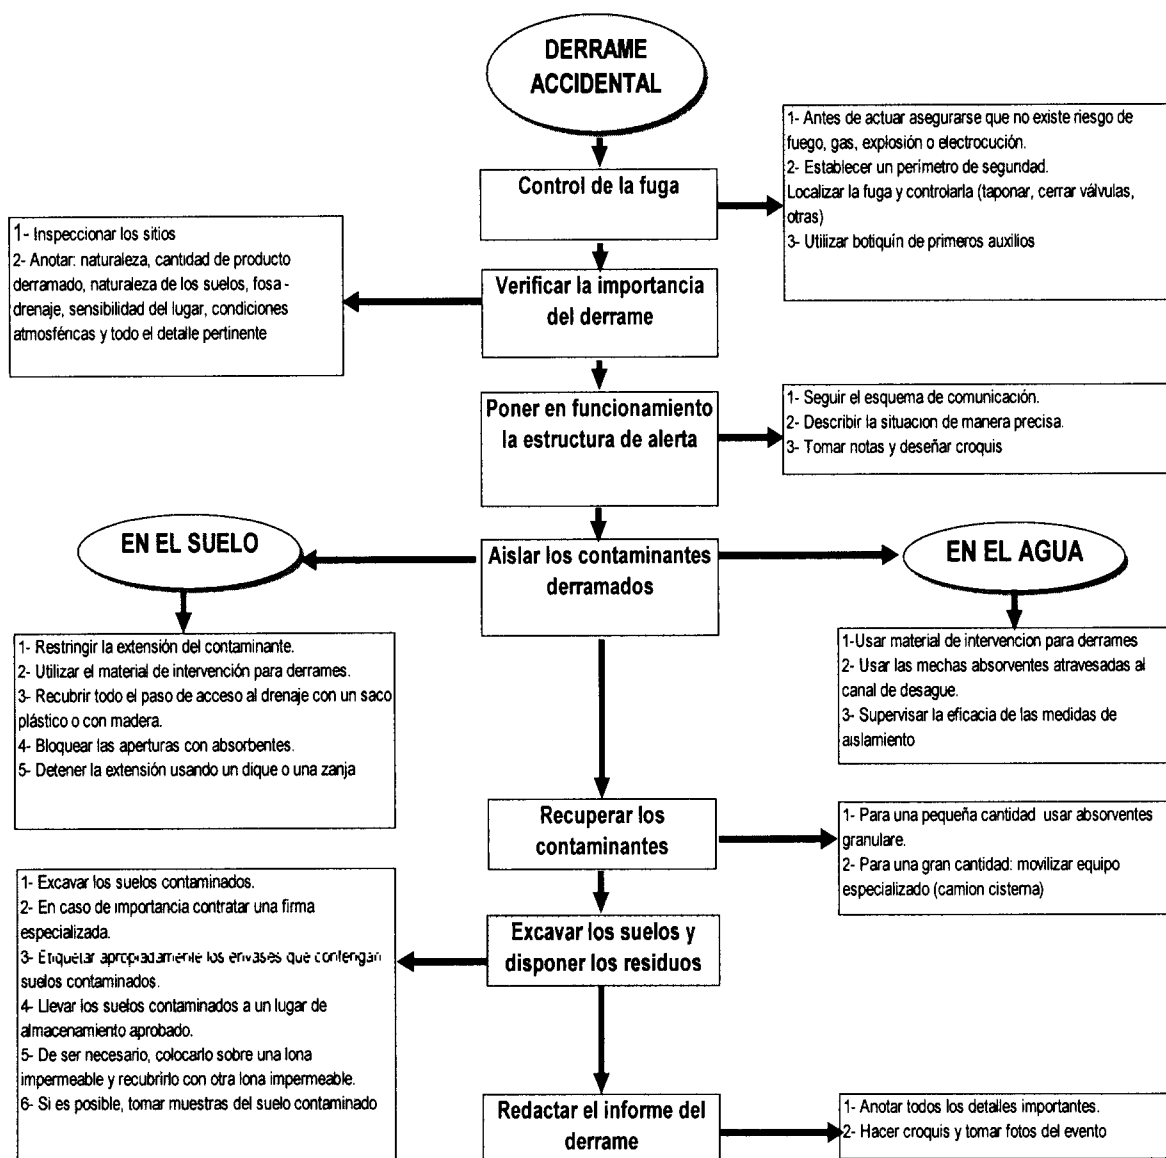 DERRAME
ACCIDENTAL
Control de la fuga
1- Antes de actuar asegurarse que no existe riesgo de
fuego, gas, explosión o electrocución.
2- Establecer un perímetro de segurdad.
Localizar la fuga y controlarla (taponar, cerrar válvulas,
otras)
3- Utilizar botiquín de primeros auxilios
1- Inspeccionar los sitios
2- Anotar: naturaleza, cantidad de producto
derramado, naturaleza de los suelos, fosa -
drenaje, sensibilidad del lugar, condiciones
atmosféricas y todo el detalle pertinente
Verificar la importancia
del derrame
Poner en funcionamiento
la estructura de alerta
1- Seguir el esquema de comunicación.
2- Describir la situacion de manera precisa.
3- Tomar notas y deseñar croquis
EN EL SUELO
Aislar los contaminantes
derramados
EN EL AGUA
1- Restringir la extensión del contaminante.
2- Utilizar el material de intervención para derrames.
3- Recubrir todo el paso de acceso al drenaje con un saco
plástico o con madera.
4- Bloquear las aperturas con absorbentes.
5- Detener la extensión usando un dique o una zanja
1-Usar material de intervencion para derrames
2- Usar las mechas absorventes atravesadas al
canal de desague.
3- Supervisar la eficacia de las medidas de
aislamiento
Recuperar los
contaminantes
1- Para una pequeña cantidad usar absorventes
granulare.
2- Para una gran cantidad: movilizar equipo
especializado (camion cisterna)
1- Excavar los suelos contaminados.
2- En caso de importancia contratar una firma
especializada.
3- Etiquetar apropiadamente los envases que contengan
suelos contaminados.
4- Llevar los suelos contaminados a un lugar de
almacenamiento aprobado.
5- De ser necesario, colocarlo sobre una lona
impermeable y recubrirlo con otra lona impermeable.
6- Si es posible, tomar muestras del suelo contaminado
Excavar los suelos y
disponer los residuos
Redactar el informe del
derrame
1- Anotar todos los detalles importantes.
2- Hacer croquis y tomar fotos del evento